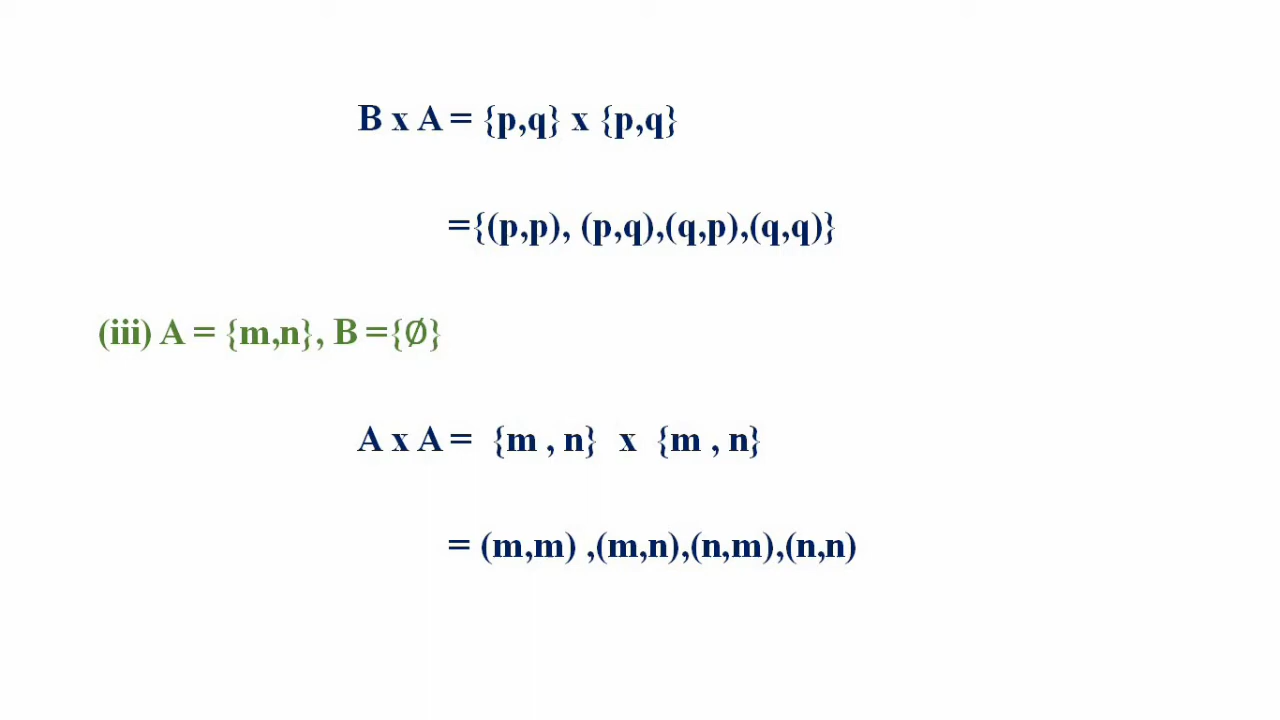 B x A = {p,q} x {p,q}
={(p,p), (p,q),(q,p),(q,q)}
(iii) A = {m,n}, B ={∅}
A x A = {m , n} x {m , n}
= (m,m) ,(m,n),(n,m),(n,n)